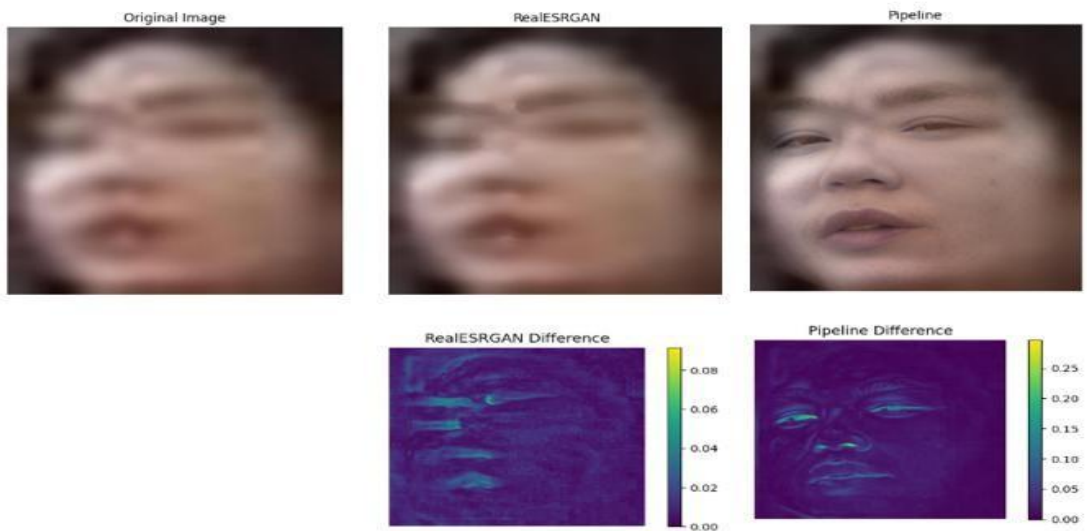 Original Image
RealESRGAN
Pipeline
RealESRGAN Difference
0.08
0.06
0.04
0.02
0.00
Pipeline Difference
0.25
0.20
0.15
0.10
0.05
0.00